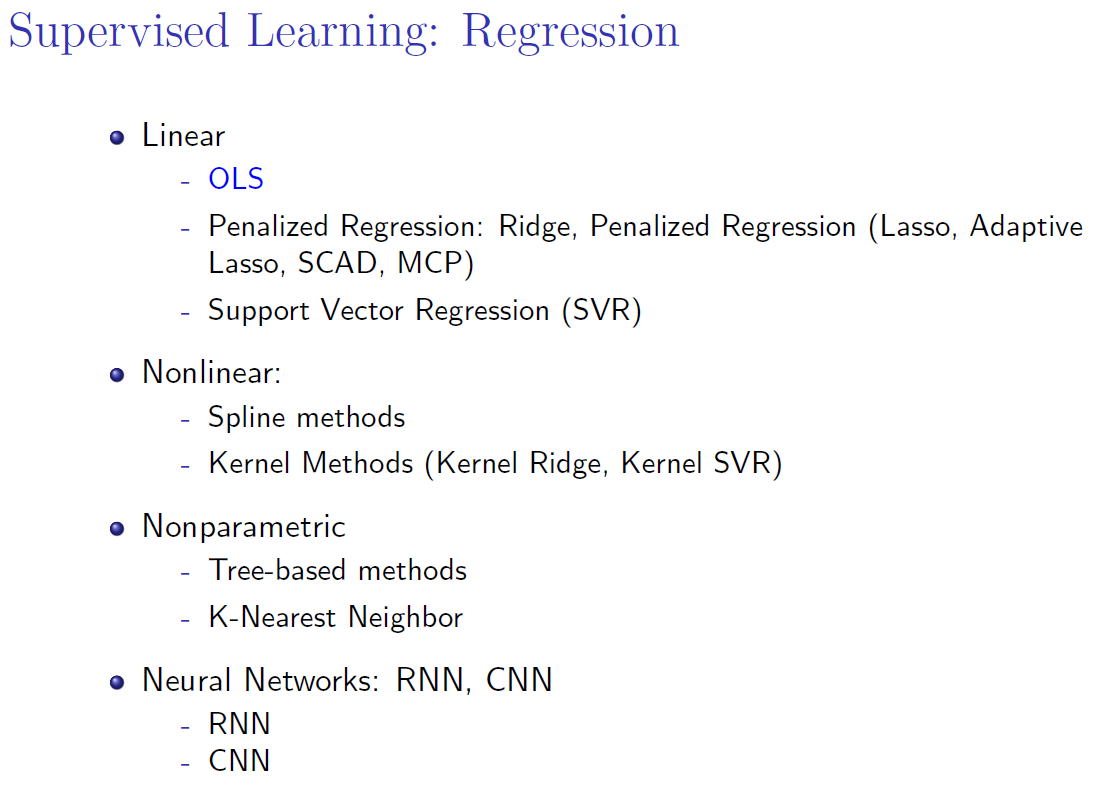 Supervised Learning: Regression
Linear
- OLS
- Penalized Regression: Ridge, Penalized Regression (Lasso, Adaptive
Lasso, SCAD, MCP)
- Support Vector Regression (SVR)
Nonlinear:
- Spline methods
- Kernel Methods (Kernel Ridge, Kernel SVR)
Nonparametric
- Tree-based methods
- K-Nearest Neighbor
Neural Networks: RNN, CNN
- RNN
- CNN